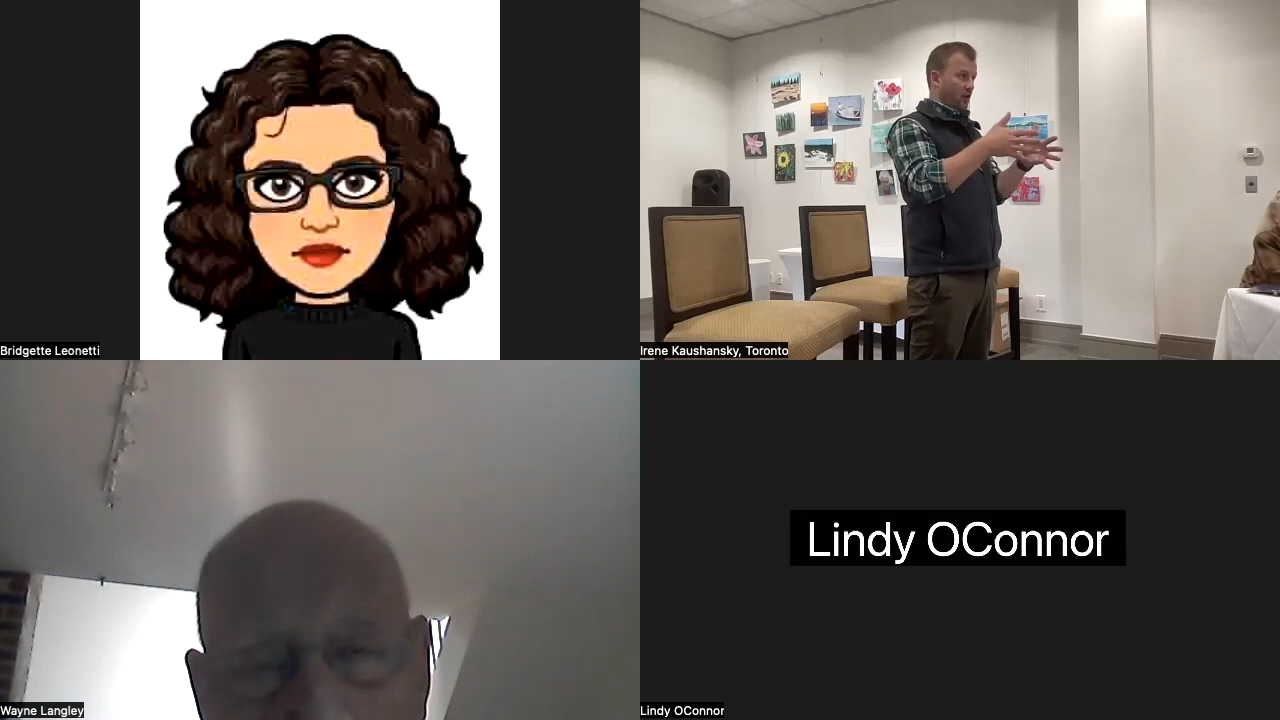 Bridgette Leonetti
Irene Kaushansky, Toronto
Wayne Langley
Lindy OConnor
Lindy OConnor